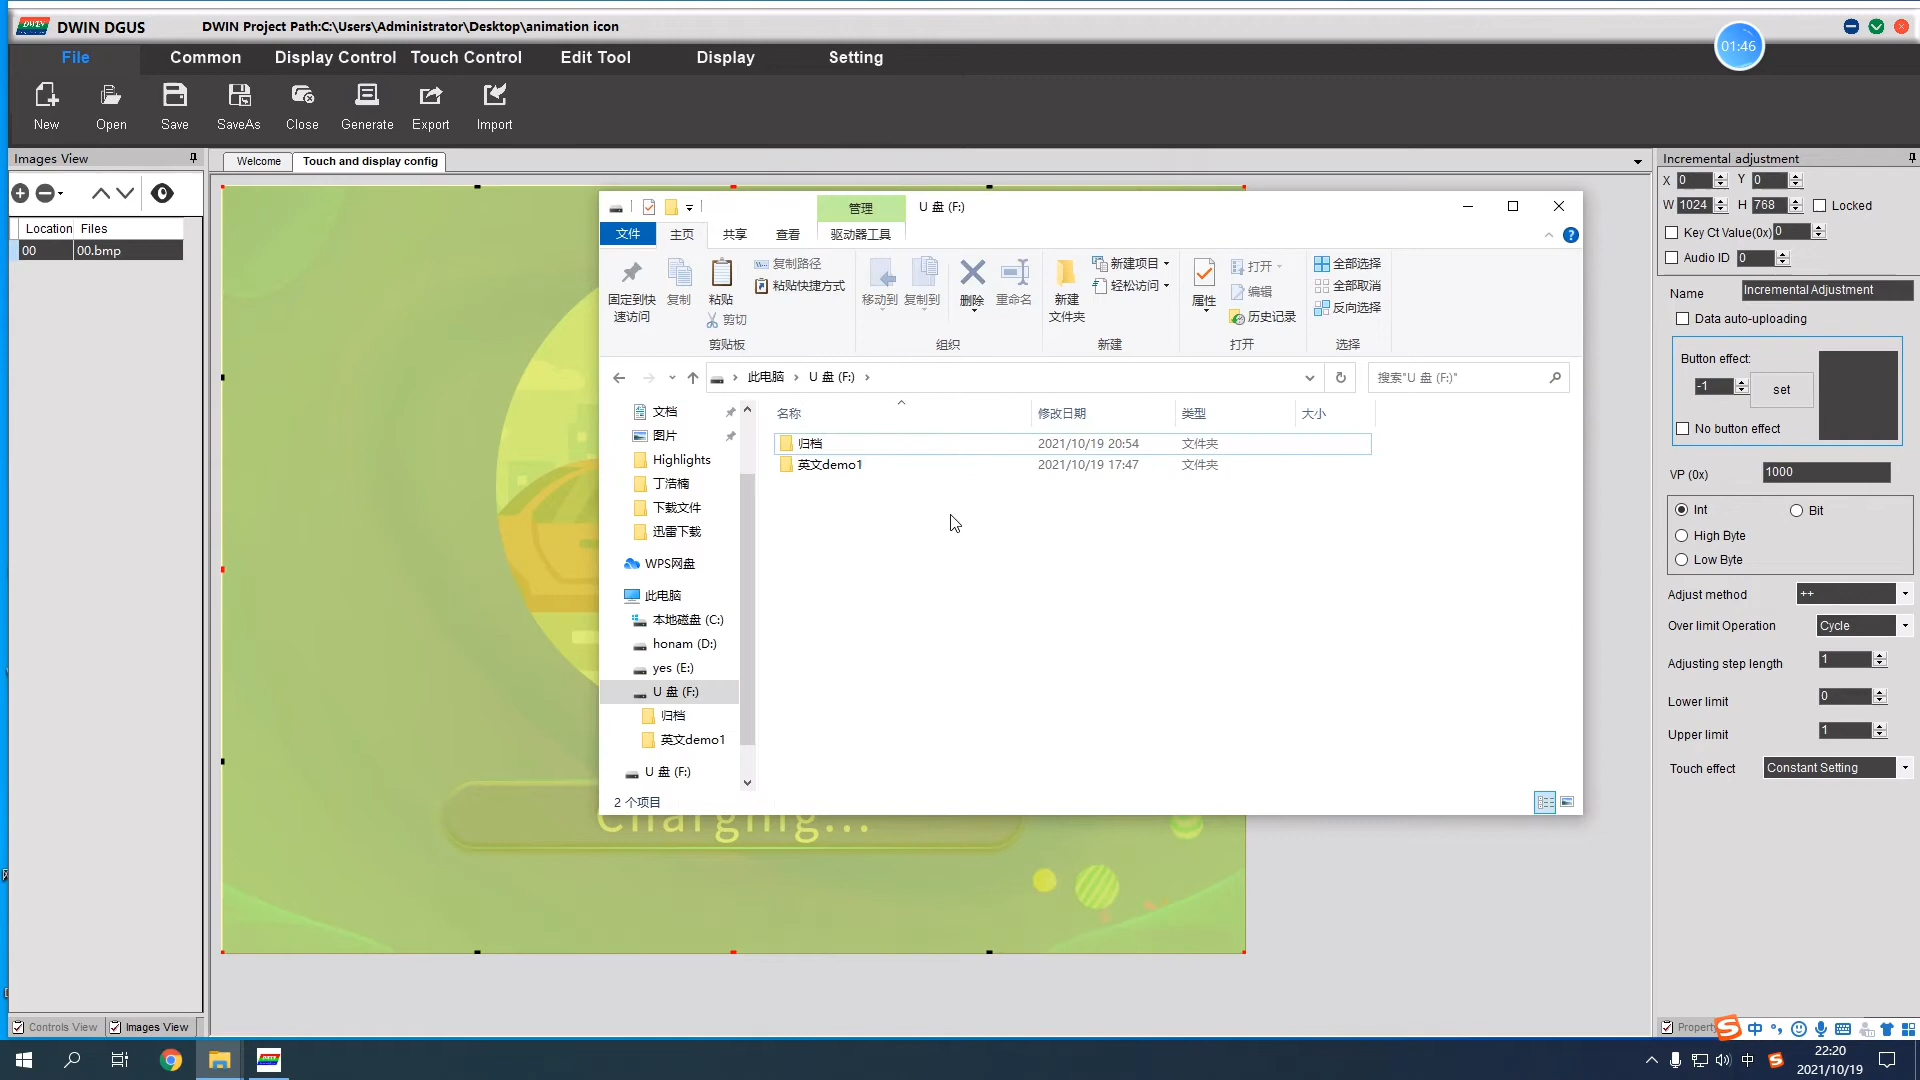 DWIN DGUS DWIN Project Path:C:\Users\Administrator\Desktop\animation icon
01:46
File Common Display Control Touch Control Edit Tool Display Setting
New Open Save SaveAs Close Generate Export Import
Images View
Welcome Touch and display config
Location Files
00 00.bmp
管理 U 盘 (F:)
文件 主页 共享 查看 驱动器工具
固定到快速访问
复制
粘贴
复制路径
粘贴快捷方式
剪切
剪贴板
移动到 复制到 删除 重命名
组织
新建
文件夹
新建项目
轻松访问
新建
属性
打开
编辑
历史记录
打开
全部选择
全部取消
反向选择
选择
此电脑 U 盘 (F:)
搜索"U 盘 (F:)"
名称 修改日期 类型 大小
归档 2021/10/19 20:54 文件夹
英文demo1 2021/10/19 17:47 文件夹
文档
图片
Highlights
丁浩楠
下载文件
迅雷下载
WPS网盘
此电脑
本地磁盘 (C:)
honam (D:)
yes (E:)
U 盘 (F:)
归档
英文demo1
U 盘 (F:)
2 个项目
Charging...
Incremental adjustment
X 0 Y 0
W 1024 H 768 Locked
Key Ct Value(0x) 0
Audio ID 0
Name Incremental Adjustment
Data auto-uploading
Button effect:
-1 set
No button effect
VP (0x) 1000
Int Bit
High Byte
Low Byte
Adjust method ++
Over limit Operation Cycle
Adjusting step length 1
Lower limit 0
Upper limit 1
Touch effect Constant Setting
Controls View Images View
Property
中
中
22:20
2021/10/19